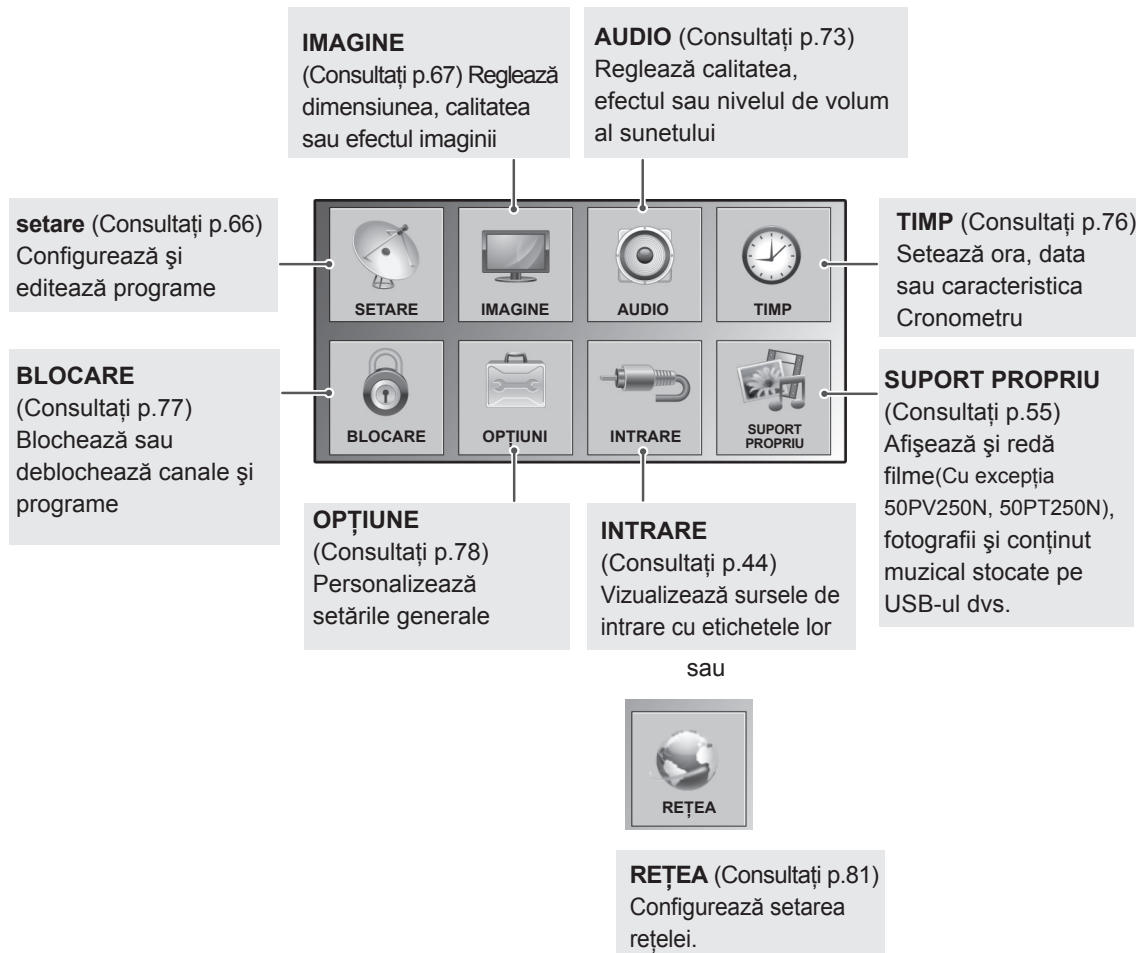 IMAGINE
(Consultați p.67) Reglează
dimensiunea, calitatea
sau efectul imaginii
AUDIO (Consultați p.73)
Reglează calitatea,
efectul sau nivelul de volum
al sunetului
setare (Consultați p.66)
Configurează şi
editează programe
SETARE
IMAGINE
AUDIO
TIMP
TIMP (Consultați p.76)
Setează ora, data
sau caracteristica
Cronometru
BLOCARE
(Consultați p.77)
Blochează sau
deblochează canale şi
programe
BLOCARE
OPȚIUNI
INTRARE
SUPORT
PROPRIU
SUPORT PROPRIU
(Consultați p.55)
Afişează şi redă
filme(Cu excepția
50PV250N, 50PT250N),
fotografii şi conținut
muzical stocate pe
USB-ul dvs.
OPȚIUNE
(Consultați p.78)
Personalizează
setările generale
INTRARE
(Consultați p.44)
Vizualizează sursele de
intrare cu etichetele lor
sau
REȚEA
REȚEA (Consultați p.81)
Configurează setarea
rețelei.